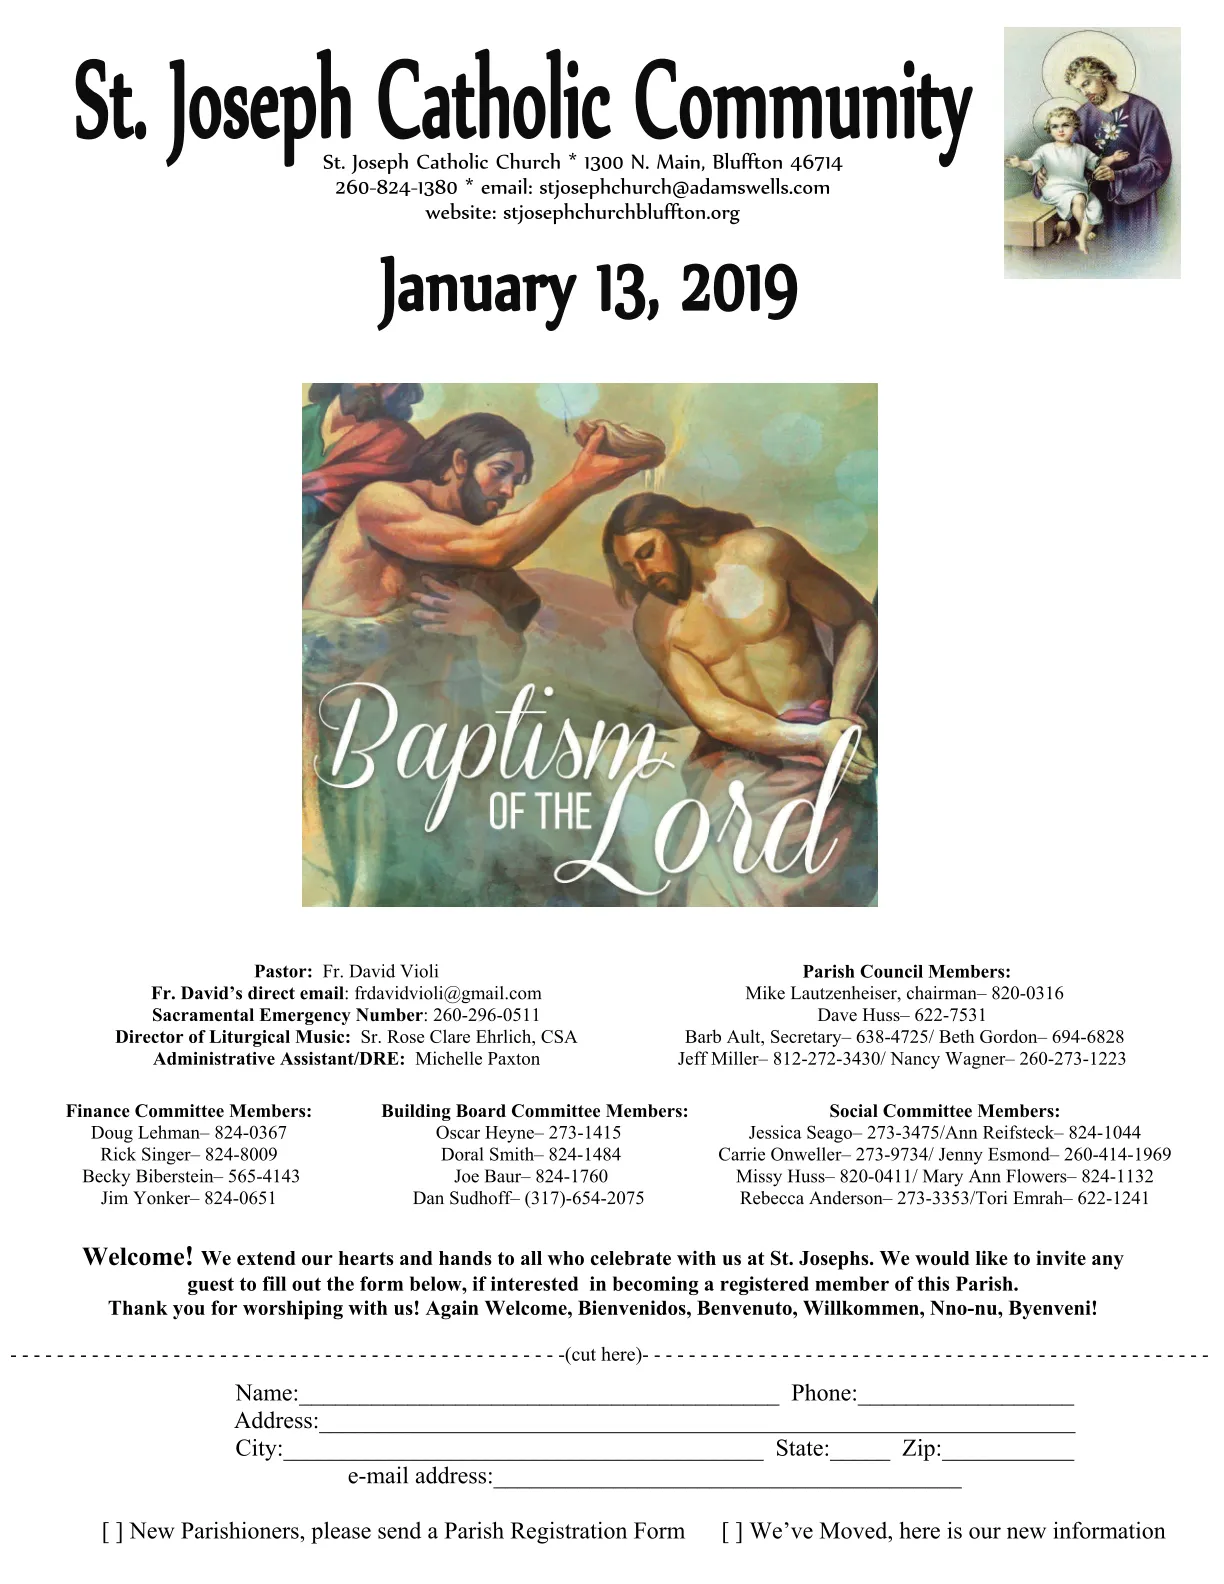 St. Joseph Catholic Community
St. Joseph Catholic Church * 1300 N. Main, Bluffton 46714
260-824-1380 * email: stjosephchurch@adamswells.com
website: stjosephchurchbluffton.org
January 13, 2019
Baptism
OF THE
Lord
Pastor: Fr. David Violi
Fr. David’s direct email: frdavidvioli@gmail.com
Sacramental Emergency Number: 260-296-0511
Director of Liturgical Music: Sr. Rose Clare Ehrlich, CSA
Administrative Assistant/DRE: Michelle Paxton
Parish Council Members:
Mike Lautzenheiser, chairman– 820-0316
Dave Huss– 622-7531
Barb Ault, Secretary– 638-4725/ Beth Gordon– 694-6828
Jeff Miller– 812-272-3430/ Nancy Wagner– 260-273-1223
Finance Committee Members:
Doug Lehman– 824-0367
Rick Singer– 824-8009
Becky Biberstein– 565-4143
Jim Yonker– 824-0651
Building Board Committee Members:
Oscar Heyne– 273-1415
Doral Smith– 824-1484
Joe Baur– 824-1760
Dan Sudhoff– (317)-654-2075
Social Committee Members:
Jessica Seago– 273-3475/Ann Reifsteck– 824-1044
Carrie Onweller– 273-9734/ Jenny Esmond– 260-414-1969
Missy Huss– 820-0411/ Mary Ann Flowers– 824-1132
Rebecca Anderson– 273-3353/Tori Emrah– 622-1241
Welcome! We extend our hearts and hands to all who celebrate with us at St. Josephs. We would like to invite any
guest to fill out the form below, if interested in becoming a registered member of this Parish.
Thank you for worshiping with us! Again Welcome, Bienvenidos, Benvenuto, Willkommen, Nno-nu, Byenveni!
- - - - - - - - - - - - - - - - - - - - - - - - - - - - - - - - - - - - - - - - - - - - - - - -(cut here)- - - - - - - - - - - - - - - - - - - - - - - - - - - - - - - - - - - - - - - - - - - - - - - - -
Name:________________________________________ Phone:__________________
Address:_______________________________________________________________
City:________________________________________ State:_____ Zip:___________
e-mail address:_______________________________________
[ ] New Parishioners, please send a Parish Registration Form [ ] We’ve Moved, here is our new information